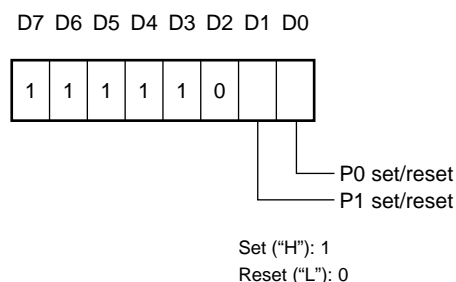 D7 D6 D5 D4 D3 D2 D1 D0
1 1 1 1 1 0
P0 set/reset
P1 set/reset
Set (“H”): 1
Reset (“L”): 0